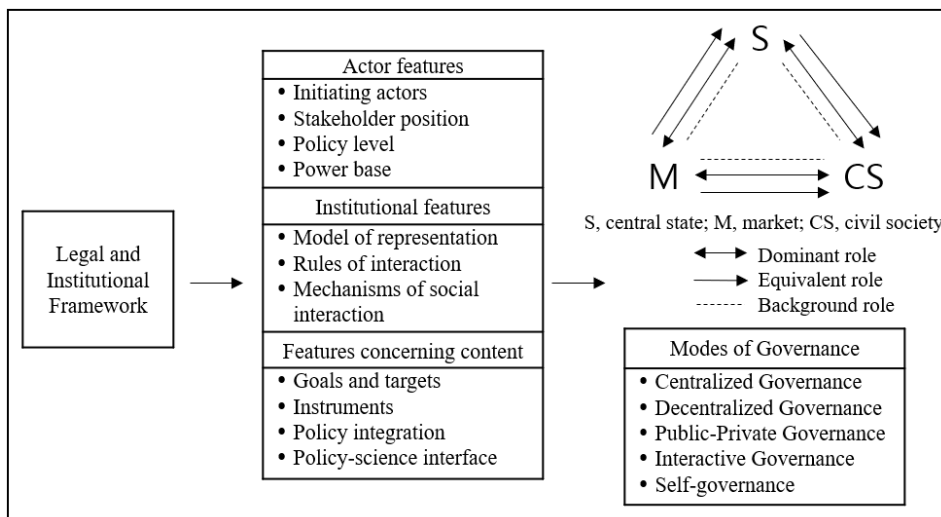 Legal and
Institutional
Framework
Actor features
• Initiating actors
• Stakeholder position
• Policy level
• Power base
Institutional features
• Model of representation
• Rules of interaction
• Mechanisms of social
interaction
Features concerning content
• Goals and targets
• Instruments
• Policy integration
• Policy-science interface
S
M
CS
S, central state; M, market; CS, civil society
Dominant role
Equivalent role
Background role
Modes of Governance
• Centralized Governance
• Decentralized Governance
• Public-Private Governance
• Interactive Governance
• Self-governance